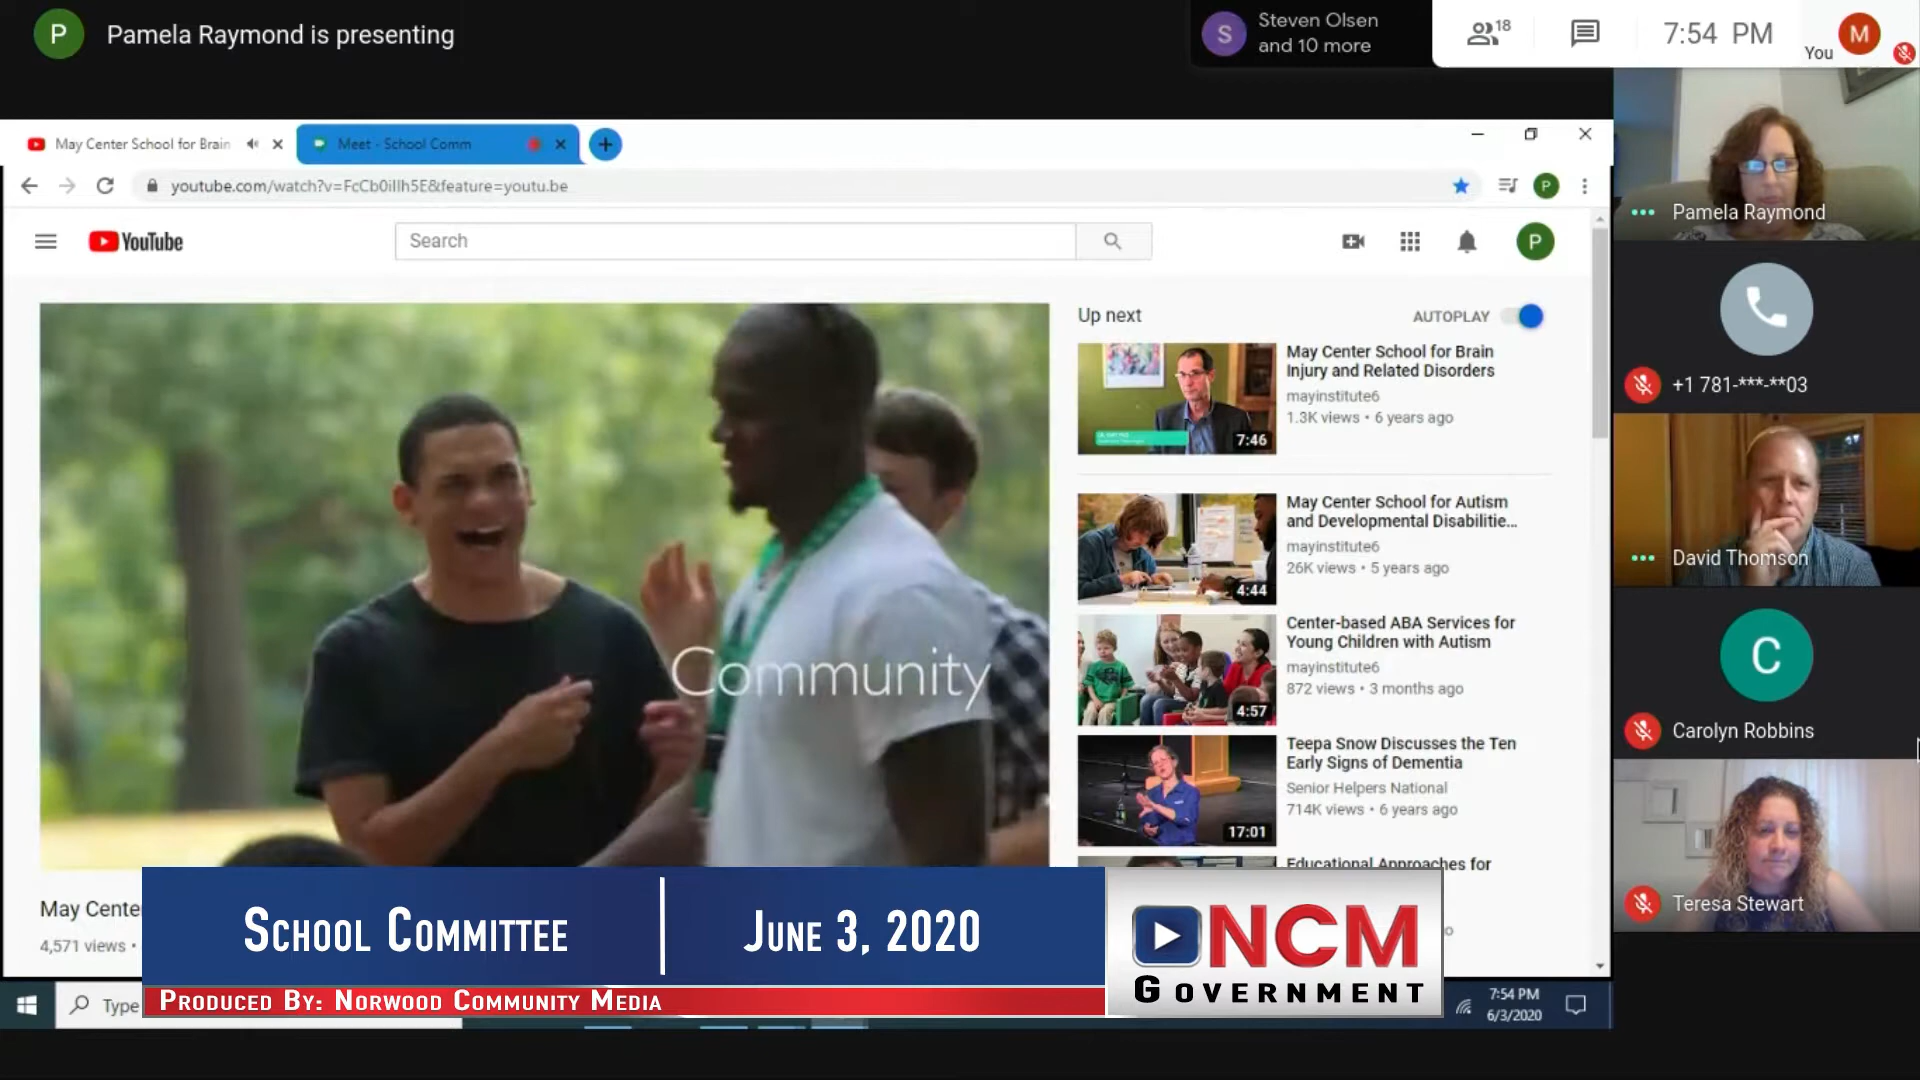 P
Pamela Raymond is presenting
S
Steven Olsen
and 10 more
18
7:54 PM
You
M
May Center School for Brain
Meet - School Comm
youtube.com/watch?v=FcCb0iIlh5E&feature=youtu.be
P
YouTube
Search
P
Up next
AUTOPLAY
May Center School for Brain
Injury and Related Disorders
mayinstitute6
1.3K views • 6 years ago
7:46
May Center School for Autism
and Developmental Disabilitie...
mayinstitute6
26K views • 5 years ago
4:44
Center-based ABA Services for
Young Children with Autism
mayinstitute6
872 views • 3 months ago
4:57
Teepa Snow Discusses the Ten
Early Signs of Dementia
Senior Helpers National
714K views • 6 years ago
17:01
Educational Approaches for
Community
May Cente
4,571 views •
Pamela Raymond
+1 781-***-**03
David Thomson
C
Carolyn Robbins
Teresa Stewart
School Committee
June 3, 2020
NCM
Government
Produced By: Norwood Community Media
Type
7:54 PM
6/3/2020